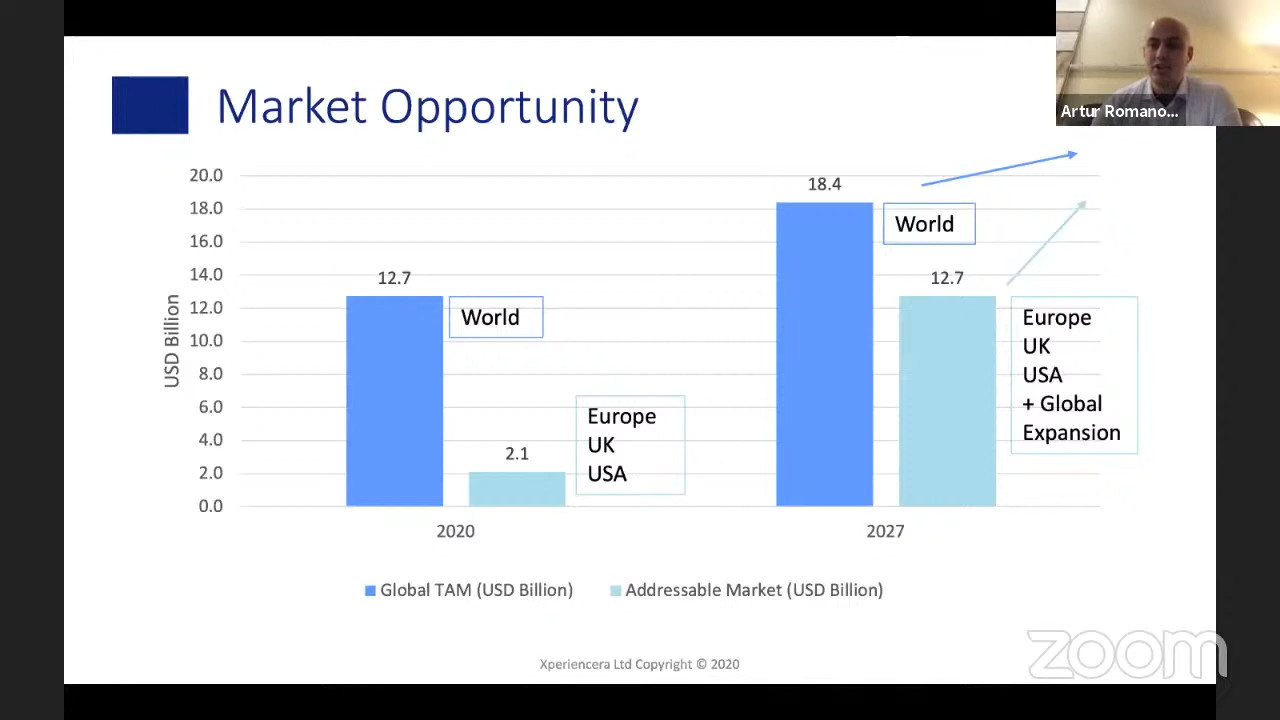 Market Opportunity
Artur Romano...
20.0
18.0
16.0
14.0
12.0
10.0
8.0
6.0
4.0
2.0
0.0
USD Billion
12.7
World
2.1
Europe
UK
USA
18.4
World
12.7
Europe
UK
USA
+ Global
Expansion
2020
2027
Global TAM (USD Billion)
Addressable Market (USD Billion)
Xperiencera Ltd Copyright © 2020
zoom